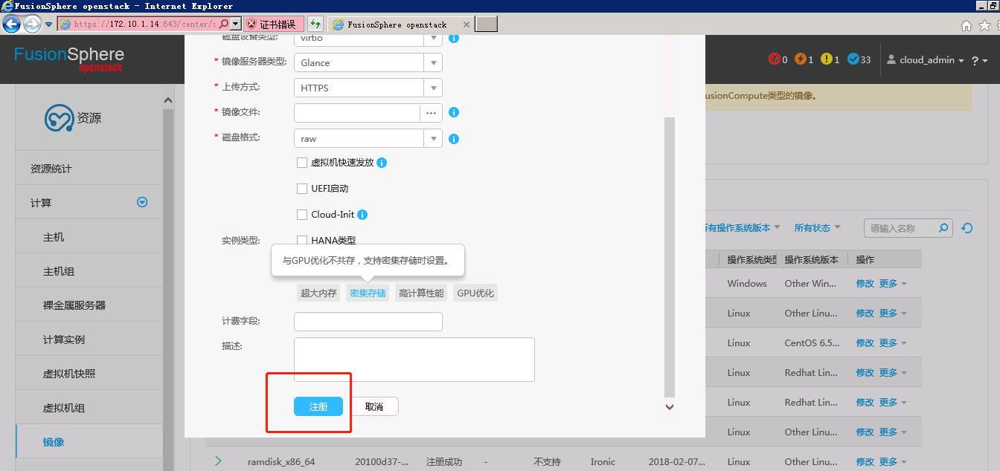 FusionSphere openstack - Internet Explorer
https://172.10.1.14:643/center/s
证书错误
FusionSphere openstack
FusionSphere
openstack
0 1 1 33
cloud_admin
?
资源
资源统计
计算
主机
主机组
裸金属服务器
计算实例
虚拟机快照
虚拟机组
镜像
磁盘设备类型: virtio
* 镜像服务器类型: Glance
* 上传方式: HTTPS
* 镜像文件: ...
* 磁盘格式: raw
虚拟机快速发放
UEFI启动
Cloud-Init
实例类型: HANA类型
与GPU优化不共存，支持密集存储时设置。
超大内存 密集存储 高计算性能 GPU优化
计费字段:
描述:
注册 取消
usionCompute类型的镜像。
所有操作系统版本 所有状态 请输入名称
操作系统类型 操作系统版本 操作
Windows Other Win... 修改 更多
Linux Other Linu... 修改 更多
Linux CentOS 6.5... 修改 更多
Linux Redhat Lin... 修改 更多
Linux Redhat Lin... 修改 更多
Linux Other Linu... 修改 更多
ramdisk_x86_64 20100d37-... 注册成功 - 不支持 Ironic 2018-02-07... Linux Other Linu... 修改 更多